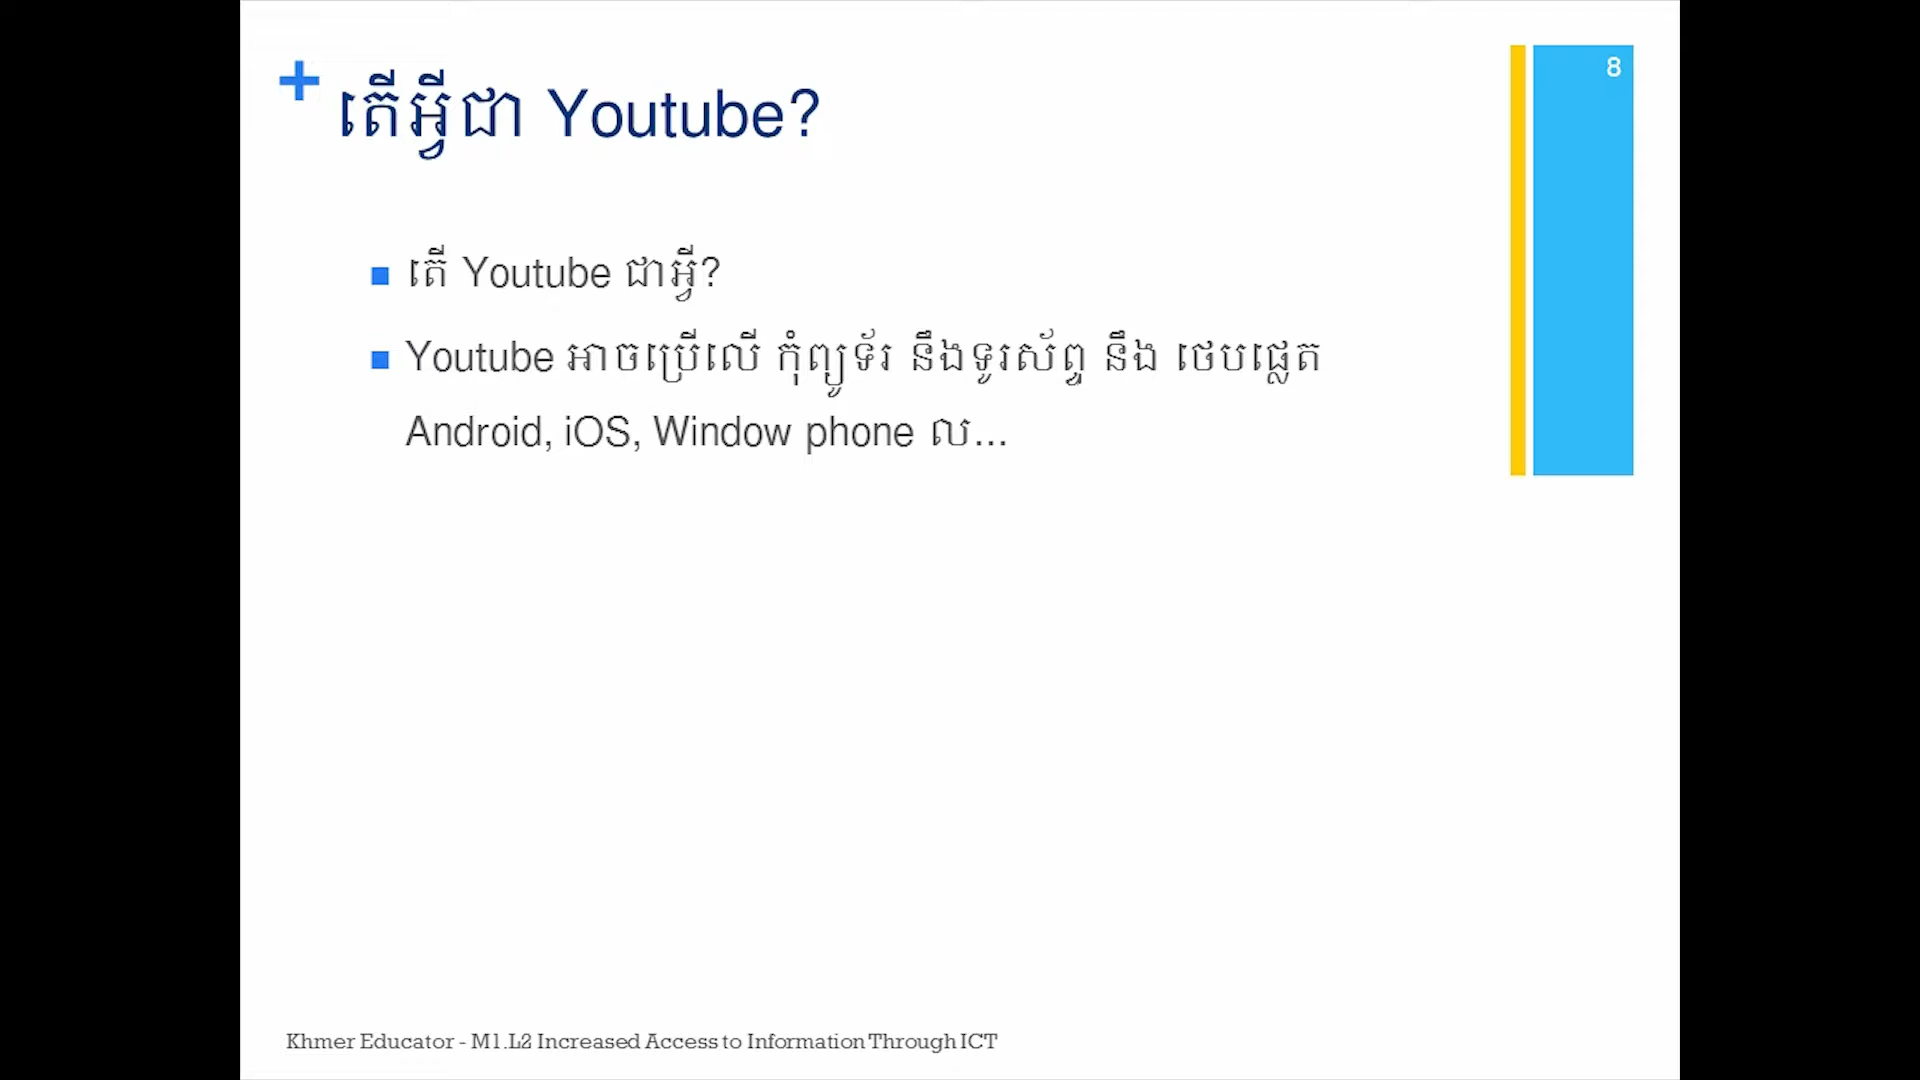 8
+ តើអ្វីជា Youtube?
តើ Youtube ជាអ្វី?
Youtube អាចប្រើលើ កុំព្យូទ័រ នឹងទូរស័ព្ទ នឹង ថេបផ្លេត
Android, iOS, Window phone ល...
Khmer Educator - M1.L2 Increased Access to Information Through ICT